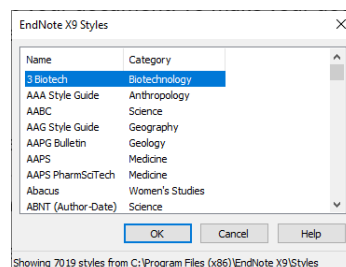 EndNote X9 Styles
Name Category
3 Biotech Biotechnology
AAA Style Guide Anthropology
AABC Science
AAG Style Guide Geography
AAPG Bulletin Geology
AAPS Medicine
AAPS PharmSciTech Medicine
Abacus Women's Studies
ABNT (Author-Date) Science
OK Cancel Help
Showing 7019 styles from C:\Program Files (x86)\EndNote X9\Styles